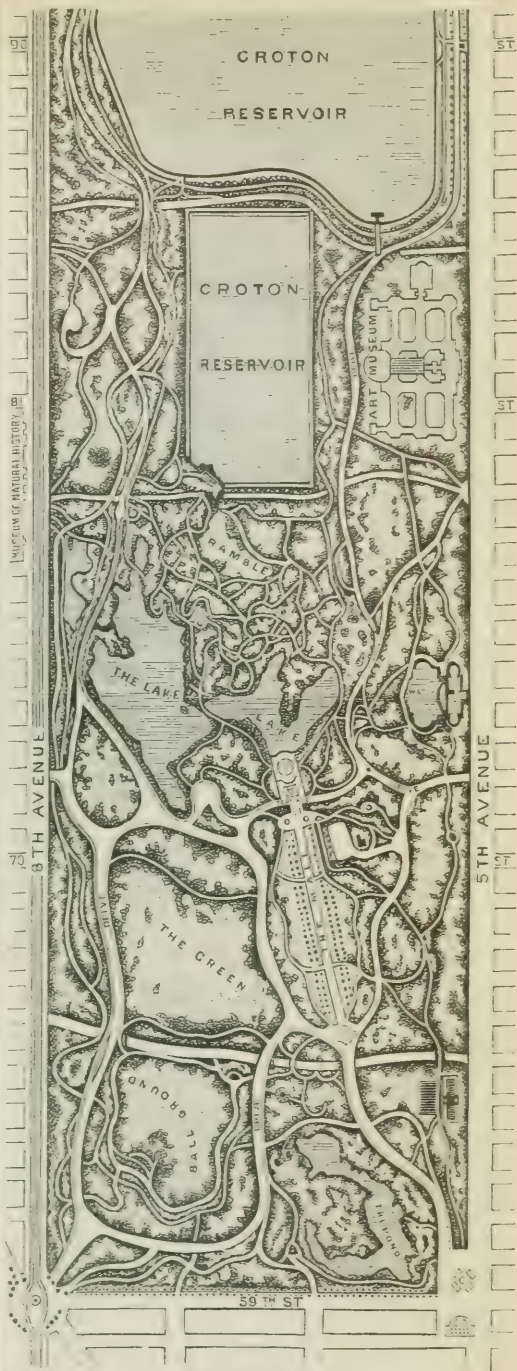 CROTON
RESERVOIR
90
ST
CROTON
RESERVOIR
ART MUSEUM
81
ST
MUSEUM OF NATURAL HISTORY
RAMBLE
THE LAKE
LAKE
8TH AVENUE
5TH AVENUE
ST
DRIVE
THE GREEN
BALL GROUND
THE POND
59TH ST